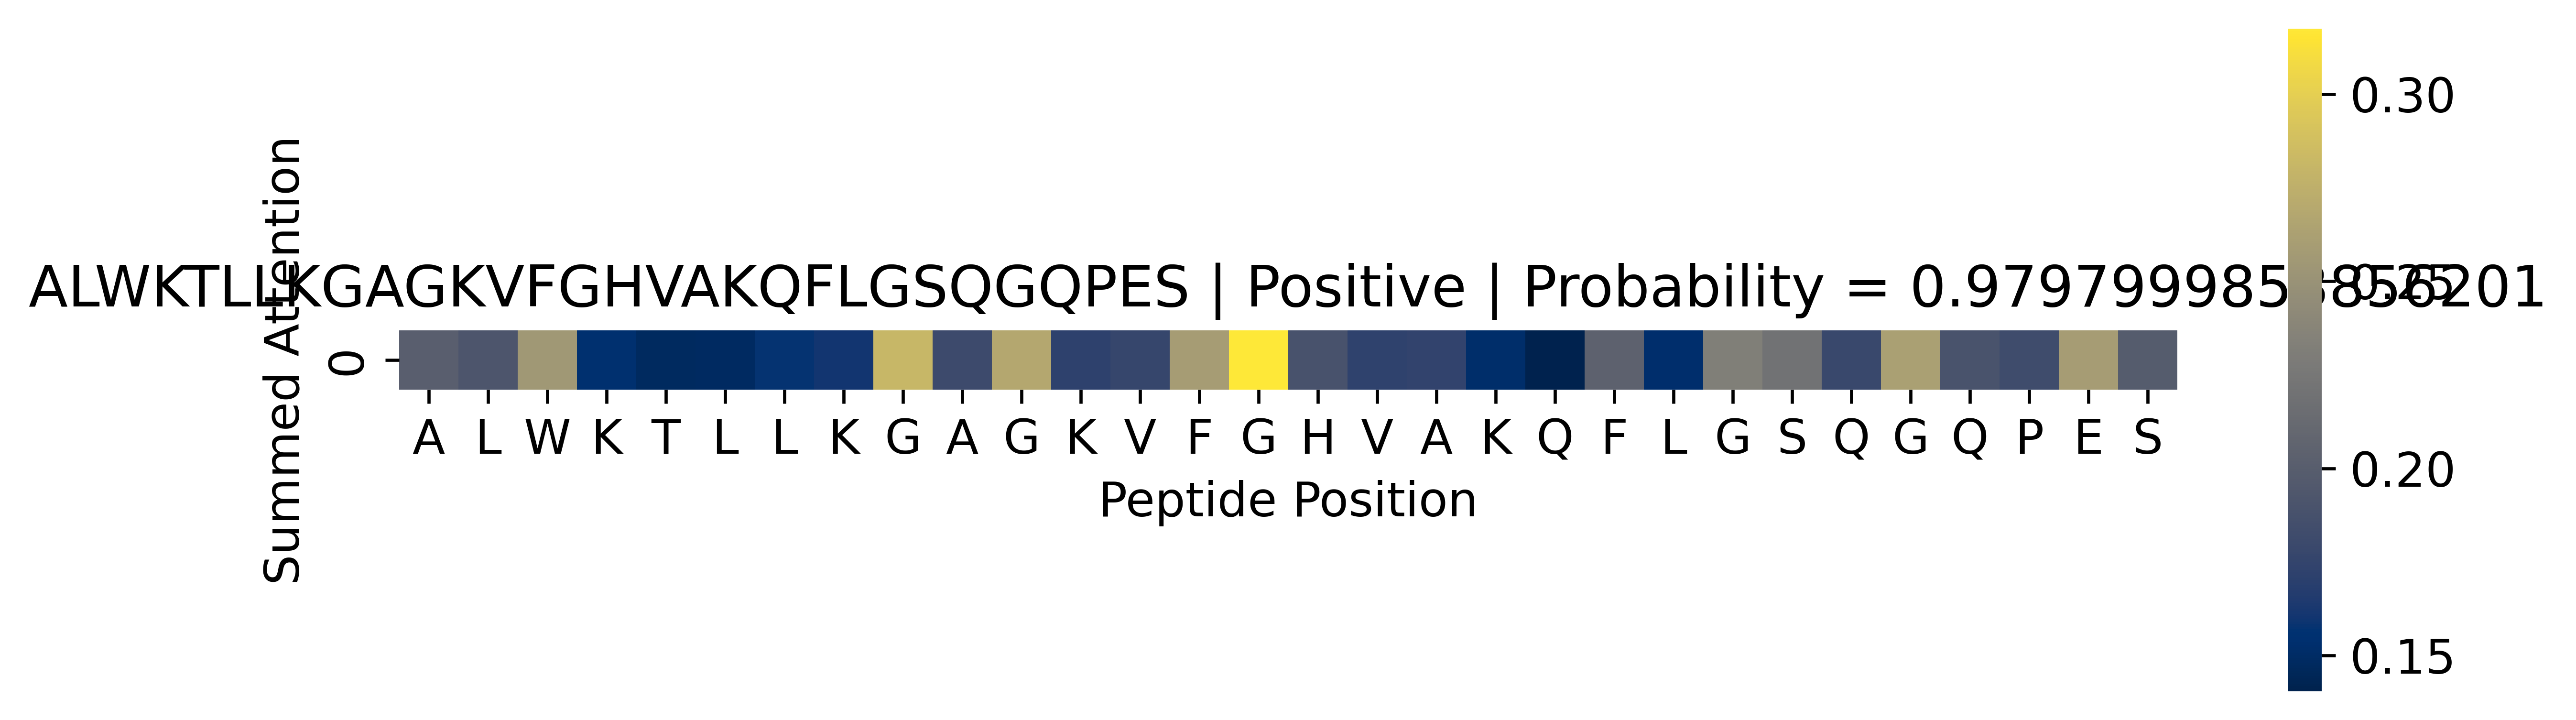 ALWKTLLKGAGKVFGHVAKQFLGSQGQPES | Positive | Probability = 0.9797999858856201
Summed Attention
0
A L W K T L L K G A G K V F G H V A K Q F L G S Q G Q P E S
Peptide Position
0.30
0.25
0.20
0.15